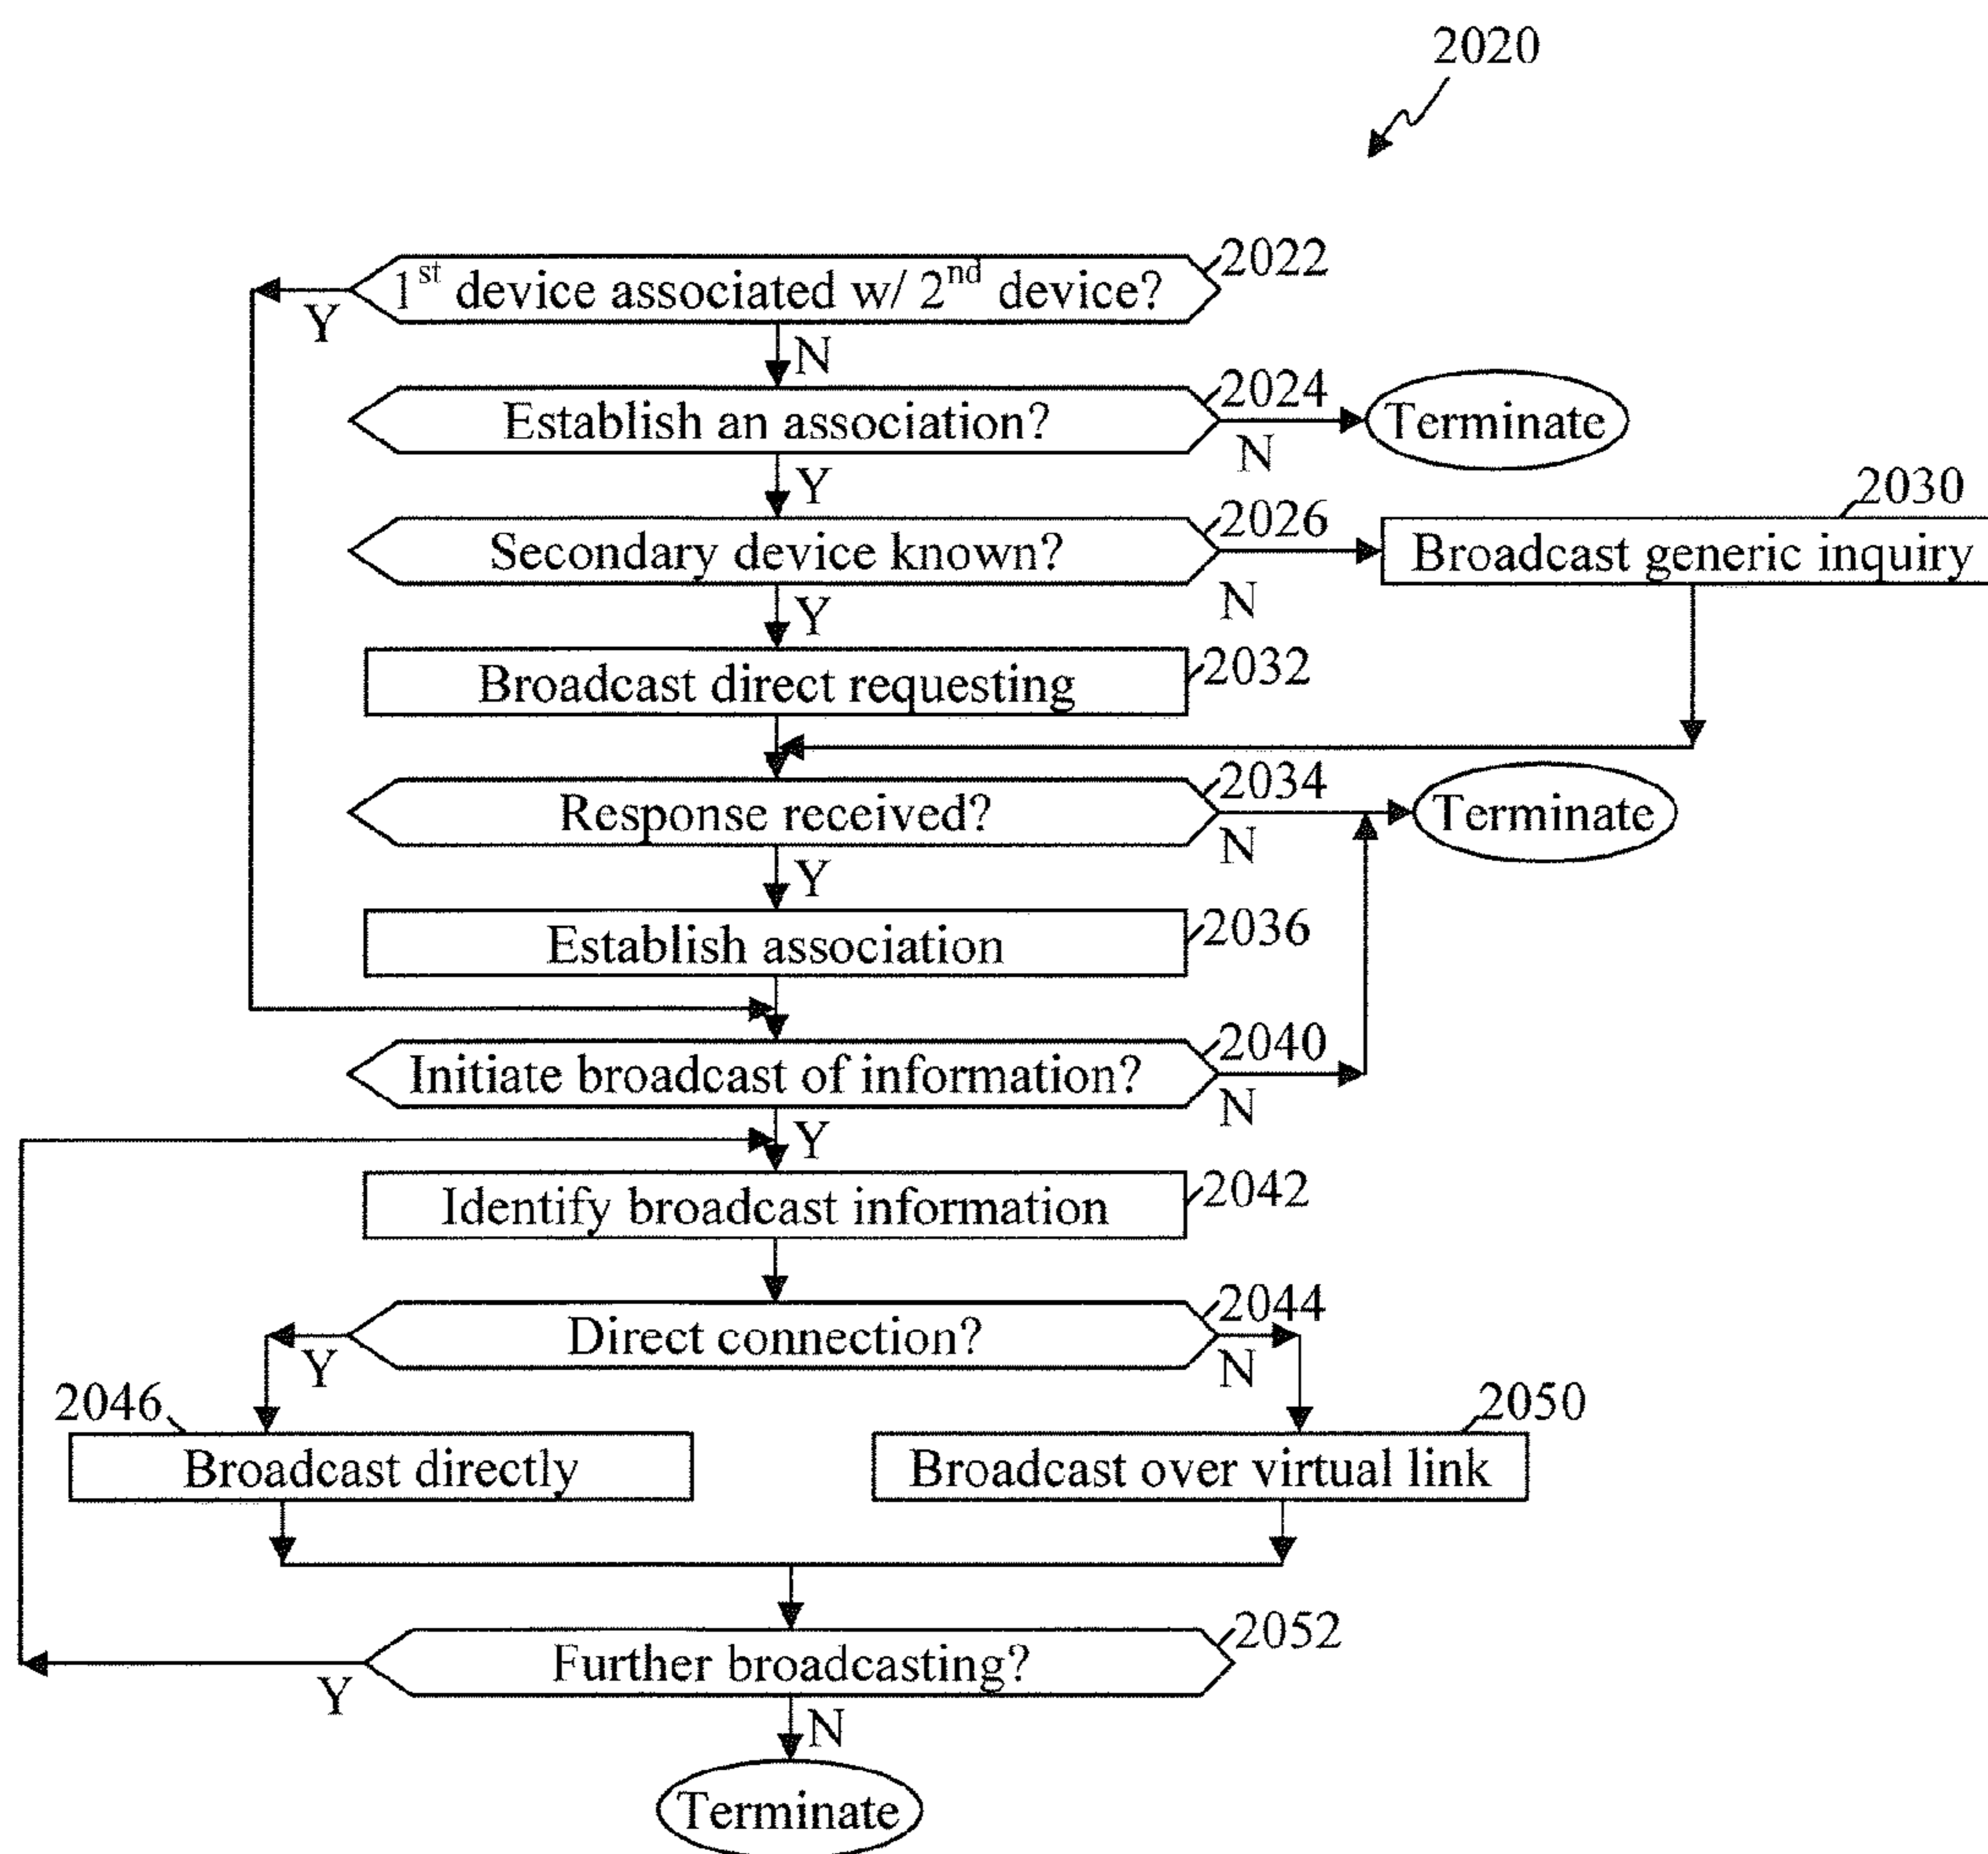 2020
1st device associated w/ 2nd device?
2022
Y
N
Establish an association?
2024
N
Terminate
Y
Secondary device known?
2026
N
2030
Broadcast generic inquiry
Y
Broadcast direct requesting
2032
Response received?
2034
N
Terminate
Y
Establish association
2036
Initiate broadcast of information?
2040
N
Y
Identify broadcast information
2042
Direct connection?
2044
Y
N
2046
Broadcast directly
2050
Broadcast over virtual link
Further broadcasting?
2052
Y
N
Terminate